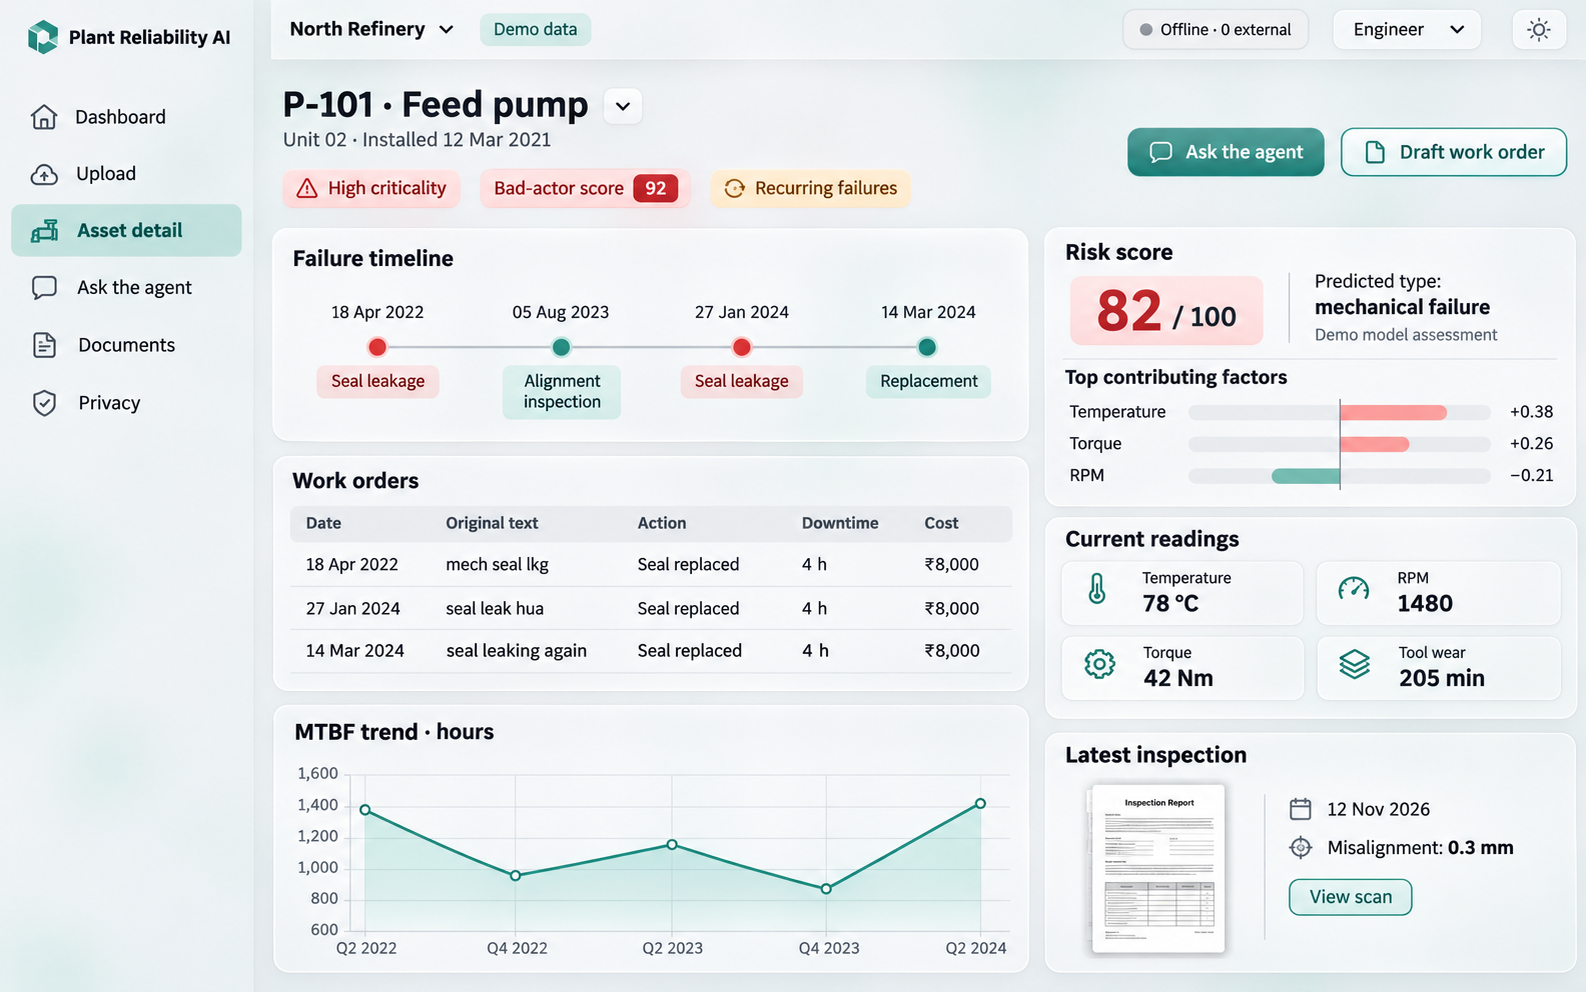 Plant Reliability AI
North Refinery
Demo data
Offline · 0 external
Engineer
Dashboard
Upload
Asset detail
Ask the agent
Documents
Privacy
P-101 · Feed pump
Unit 02 · Installed 12 Mar 2021
High criticality
Bad-actor score 92
Recurring failures
Ask the agent
Draft work order
Failure timeline
18 Apr 2022
05 Aug 2023
27 Jan 2024
14 Mar 2024
Seal leakage
Alignment
inspection
Seal leakage
Replacement
Work orders
Date Original text Action Downtime Cost
18 Apr 2022 mech seal lkg Seal replaced 4 h ₹8,000
27 Jan 2024 seal leak hua Seal replaced 4 h ₹8,000
14 Mar 2024 seal leaking again Seal replaced 4 h ₹8,000
MTBF trend · hours
1,600
1,400
1,200
1,000
800
600
Q2 2022 Q4 2022 Q2 2023 Q4 2023 Q2 2024
Risk score
82 / 100
Predicted type:
mechanical failure
Demo model assessment
Top contributing factors
Temperature +0.38
Torque +0.26
RPM −0.21
Current readings
Temperature
78 °C
RPM
1480
Torque
42 Nm
Tool wear
205 min
Latest inspection
Inspection Report
12 Nov 2026
Misalignment: 0.3 mm
View scan